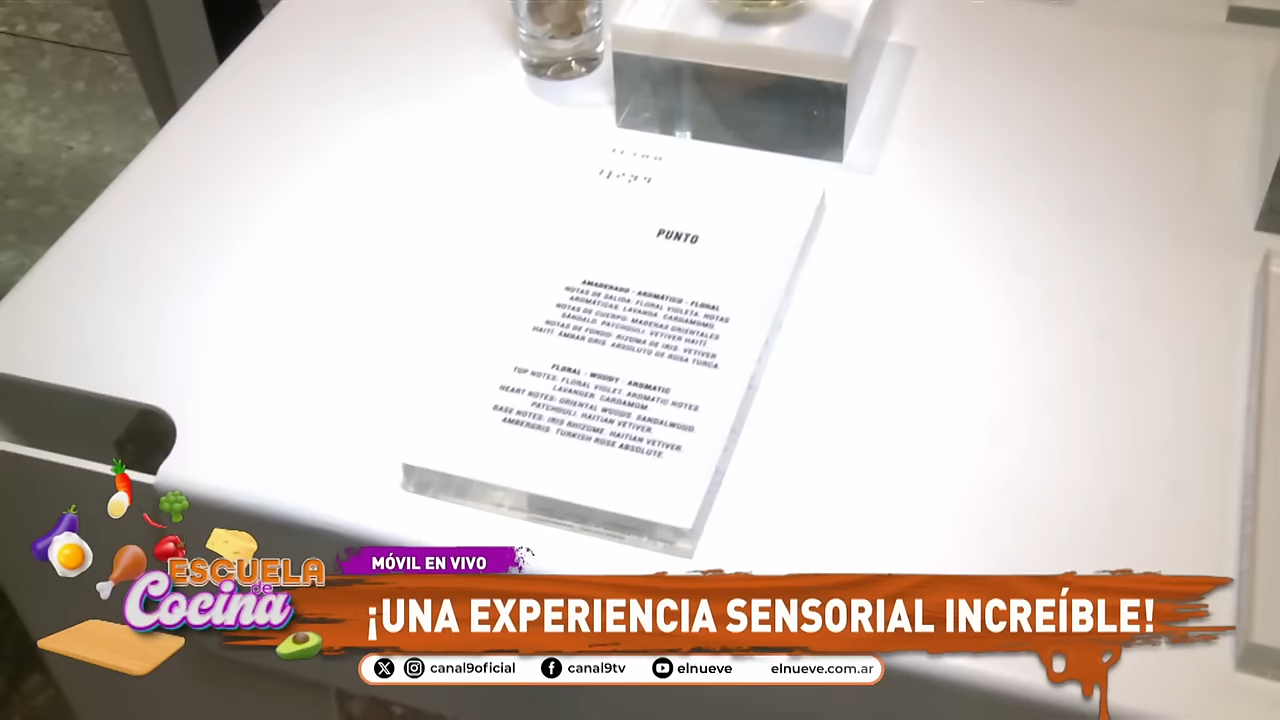 PUNTO
AMADERADO - AROMÁTICO - FLORAL
NOTAS DE SALIDA: FLORAL VIOLETA. NOTAS
AROMÁTICAS. LAVANDA. CARDAMOMO.
NOTAS DE CUERPO: MADERAS ORIENTALES
SÁNDALO. PATCHOULI. VETIVER HAITÍ
NOTAS DE FONDO: RIZOMA DE IRIS. VETIVER
HAITÍ. ÁMBAR GRIS. ABSOLUTO DE ROSA TURCA.
FLORAL - WOODY - AROMATIC
TOP NOTES: FLORAL VIOLET. AROMATIC NOTES.
LAVANDER. CARDAMOM.
HEART NOTES: ORIENTAL WOODS. SANDALWOOD.
PATCHOULI. HAITIAN VETIVER.
BASE NOTES: IRIS RHIZOME. HAITIAN VETIVER.
AMBERGRIS. TURKISH ROSE ABSOLUTE.
ESCUELA
de
Cocina
MÓVIL EN VIVO
¡UNA EXPERIENCIA SENSORIAL INCREÍBLE!
canal9oficial canal9tv elnueve elnueve.com.ar